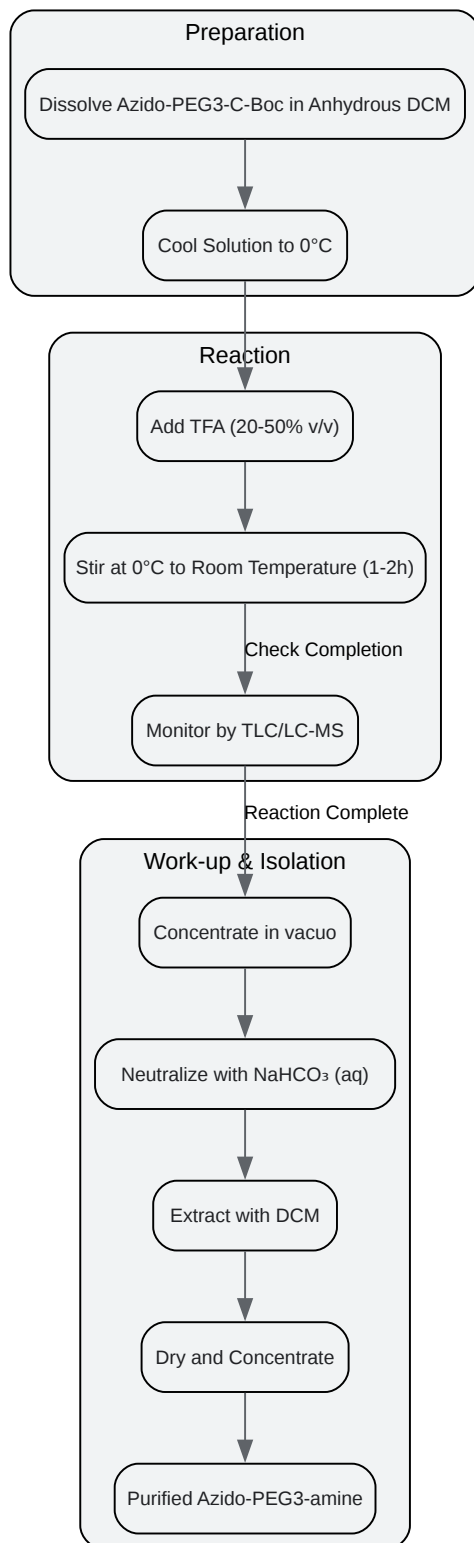 Preparation
Dissolve Azido-PEG3-C-Boc in Anhydrous DCM
Cool Solution to 0°C
Reaction
Add TFA (20-50% v/v)
Stir at 0°C to Room Temperature (1-2h)
Check Completion
Monitor by TLC/LC-MS
Reaction Complete
Work-up & Isolation
Concentrate in vacuo
Neutralize with NaHCO₃ (aq)
Extract with DCM
Dry and Concentrate
Purified Azido-PEG3-amine